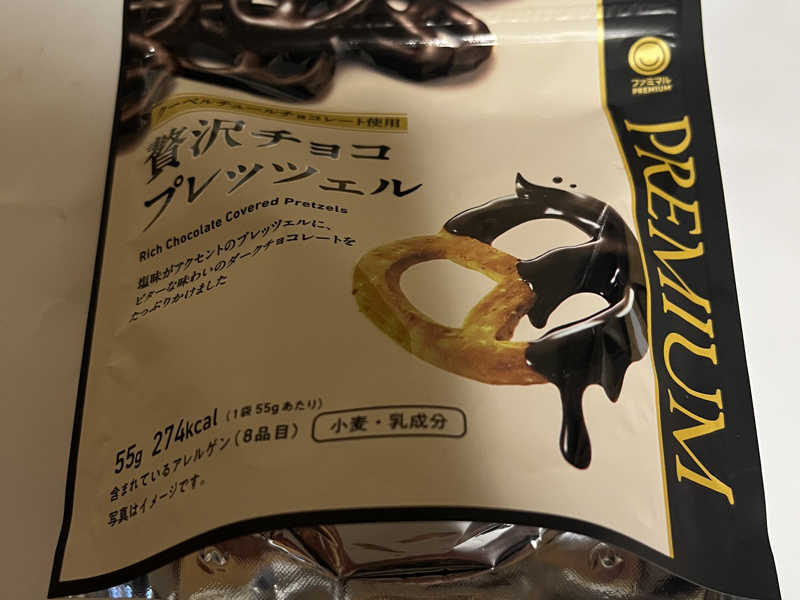 ファミマル
PREMIUM
PREMIUM
クーベルチュールチョコレート使用
贅沢チョコ
プレッツェル
Rich Chocolate Covered Pretzels
塩味がアクセントのプレッツェルに、
ビターな味わいのダークチョコレートを
たっぷりかけました
55g 274kcal (1袋 55gあたり)
含まれているアレルゲン(8品目) 小麦・乳成分
写真はイメージです。